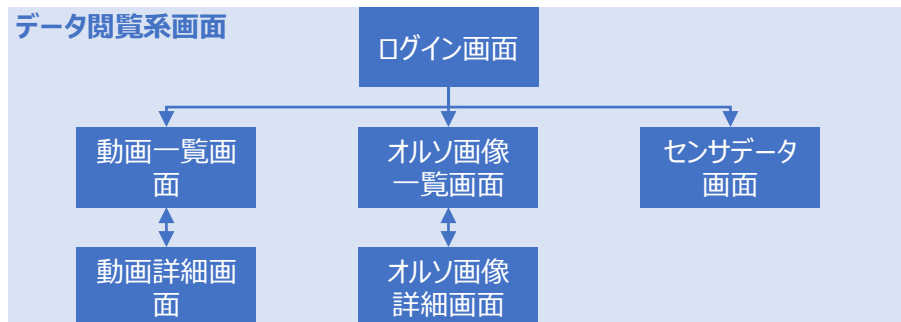 データ閲覧系画面
ログイン画面
動画一覧画
面
オルソ画像
一覧画面
センサデータ
画面
動画詳細画
面
オルソ画像
詳細画面